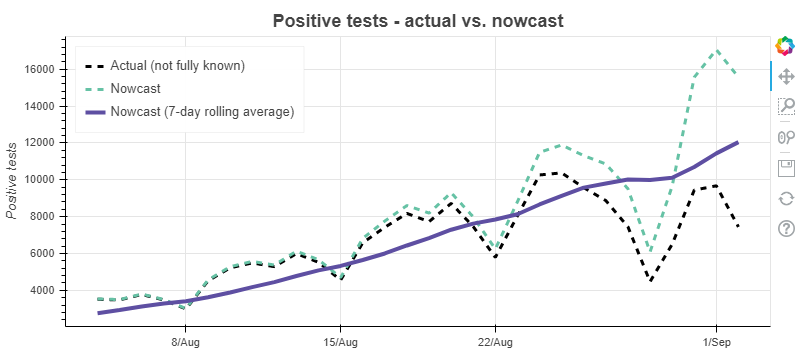 Positive tests - actual vs. nowcast
Actual (not fully known)
Nowcast
Nowcast (7-day rolling average)
Positive tests
16000
14000
12000
10000
8000
6000
4000
8/Aug
15/Aug
22/Aug
1/Sep